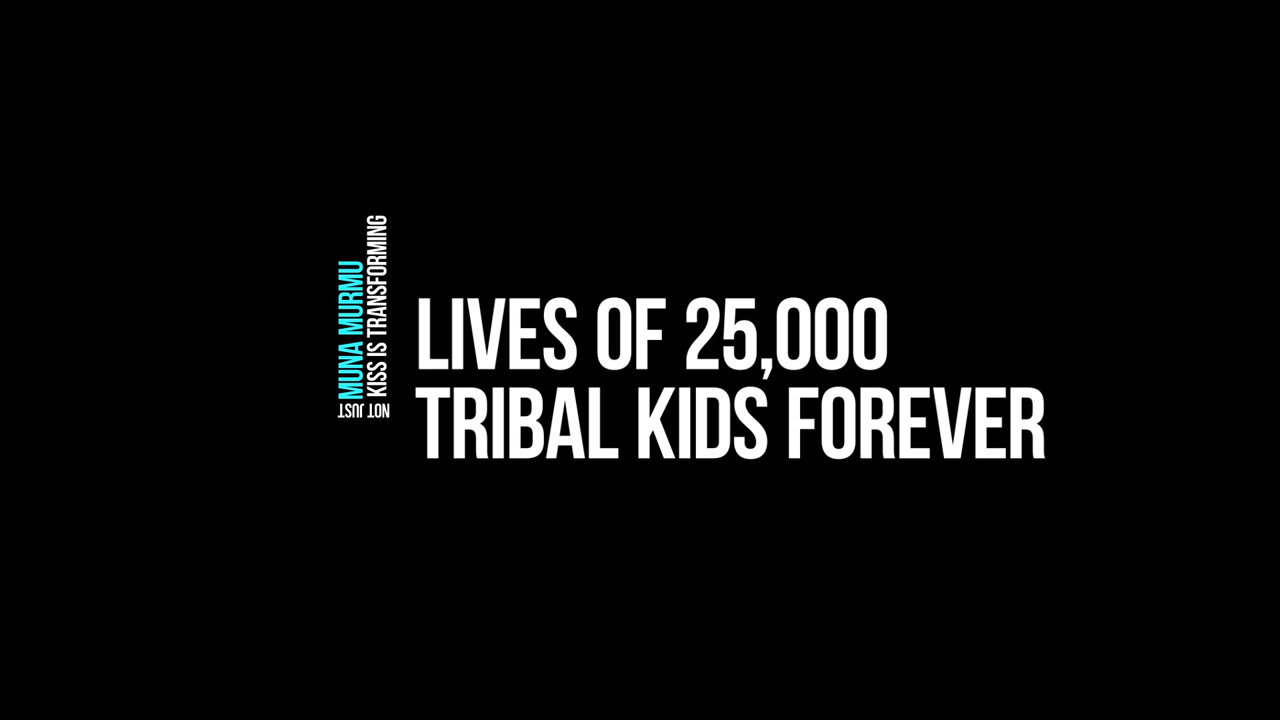 NOT JUST
MUNA MURMU
KISS IS TRANSFORMING
LIVES OF 25,000
TRIBAL KIDS FOREVER